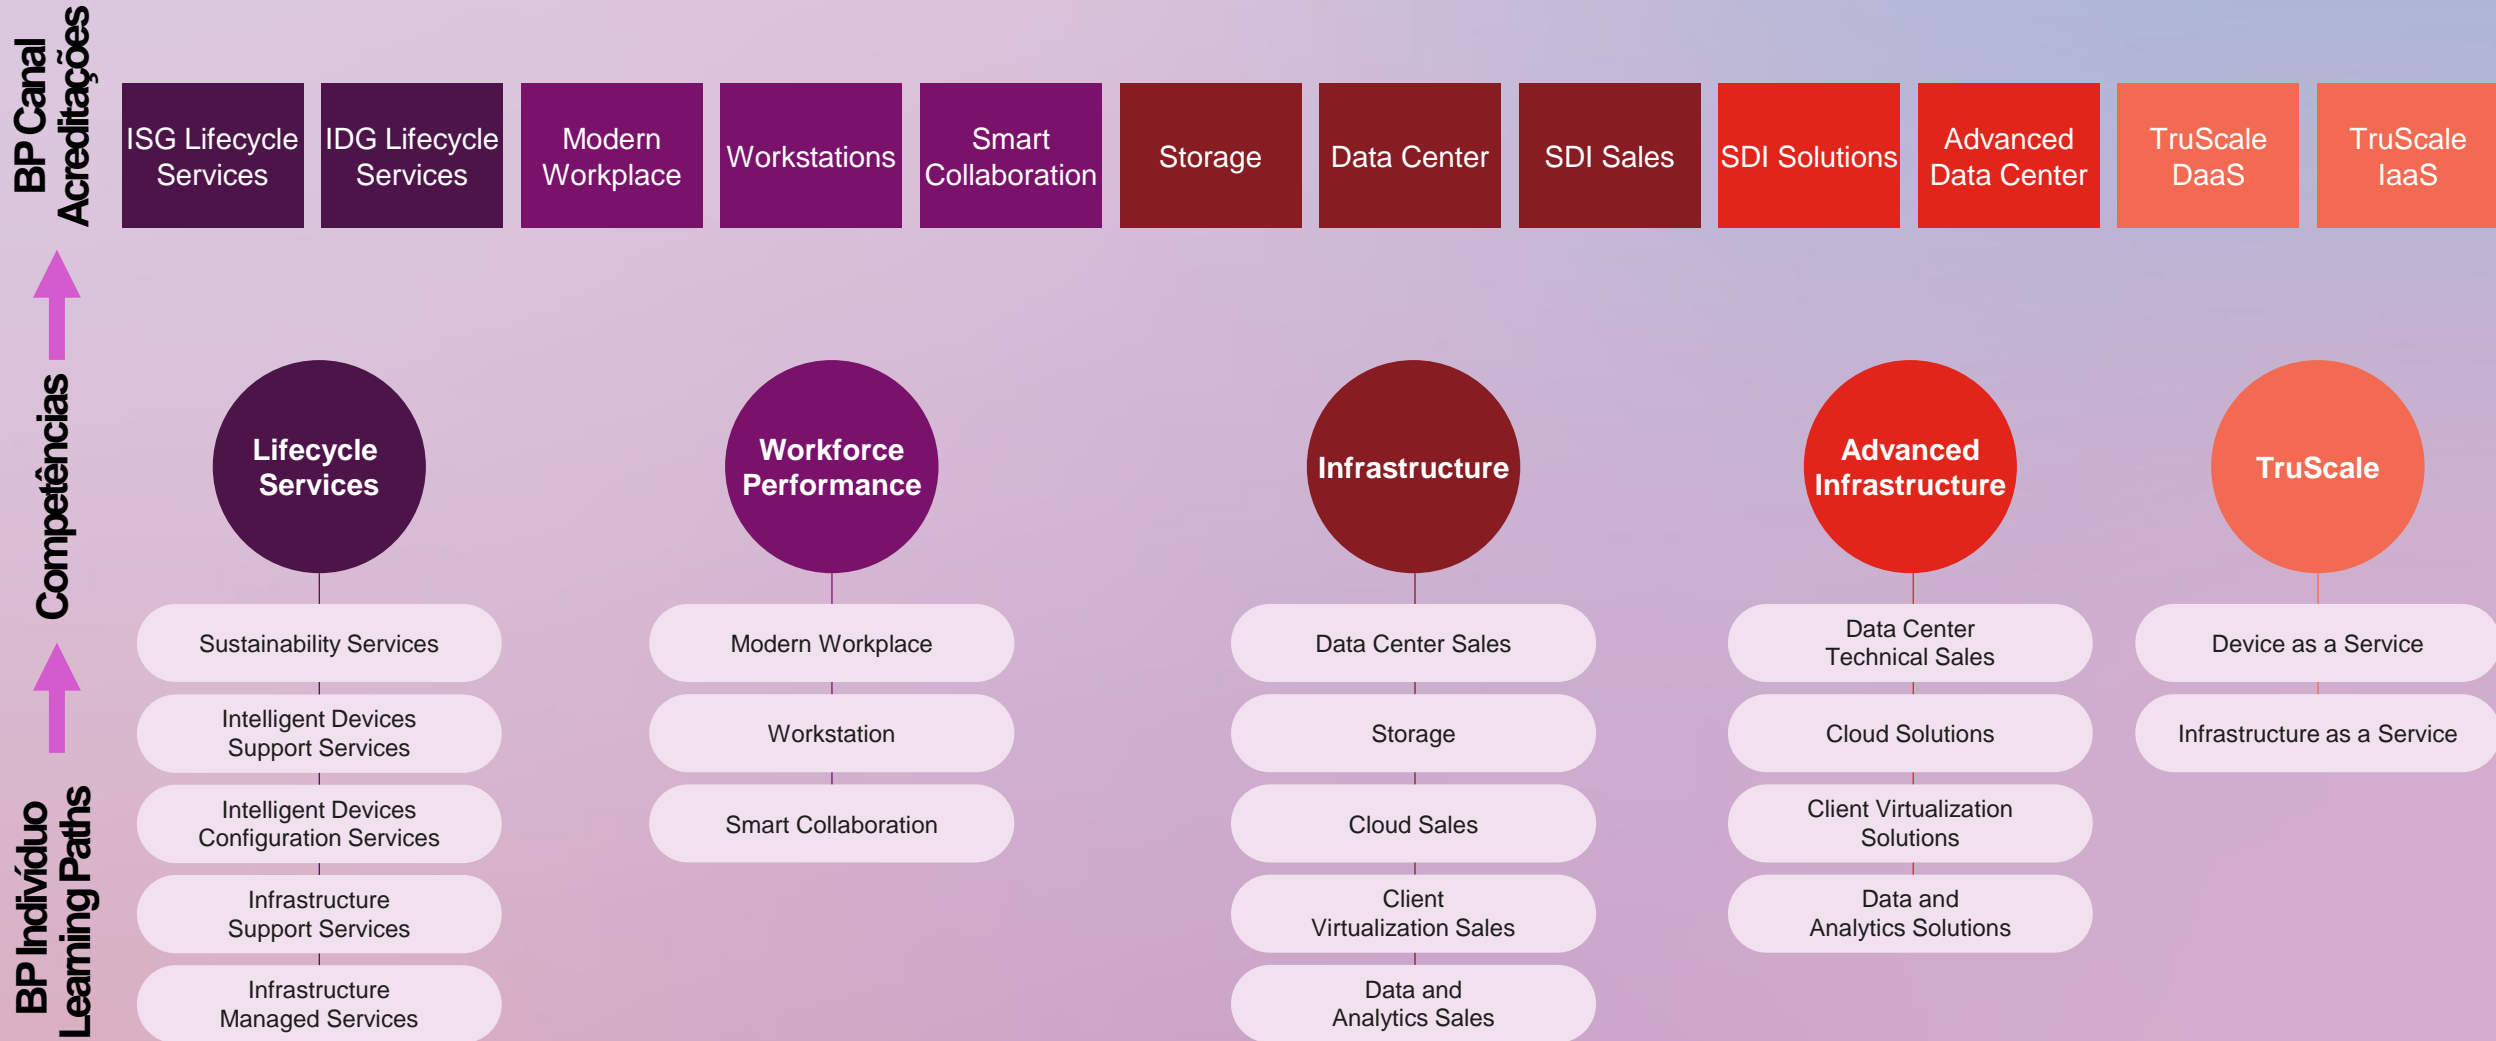 BP Canal
Acreditações
ISG Lifecycle
Services
IDG Lifecycle
Services
Modern
Workplace
Workstations
Smart
Collaboration
Storage
Data Center
SDI Sales
SDI Solutions
Advanced
Data Center
TruScale
DaaS
TruScale
IaaS
Competências
Lifecycle
Services
Workforce
Performance
Infrastructure
Advanced
Infrastructure
TruScale
BP Indivíduo
Learning Paths
Sustainability Services
Intelligent Devices
Support Services
Intelligent Devices
Configuration Services
Infrastructure
Support Services
Infrastructure
Managed Services
Modern Workplace
Workstation
Smart Collaboration
Data Center Sales
Storage
Cloud Sales
Client
Virtualization Sales
Data and
Analytics Sales
Data Center
Technical Sales
Cloud Solutions
Client Virtualization
Solutions
Data and
Analytics Solutions
Device as a Service
Infrastructure as a Service